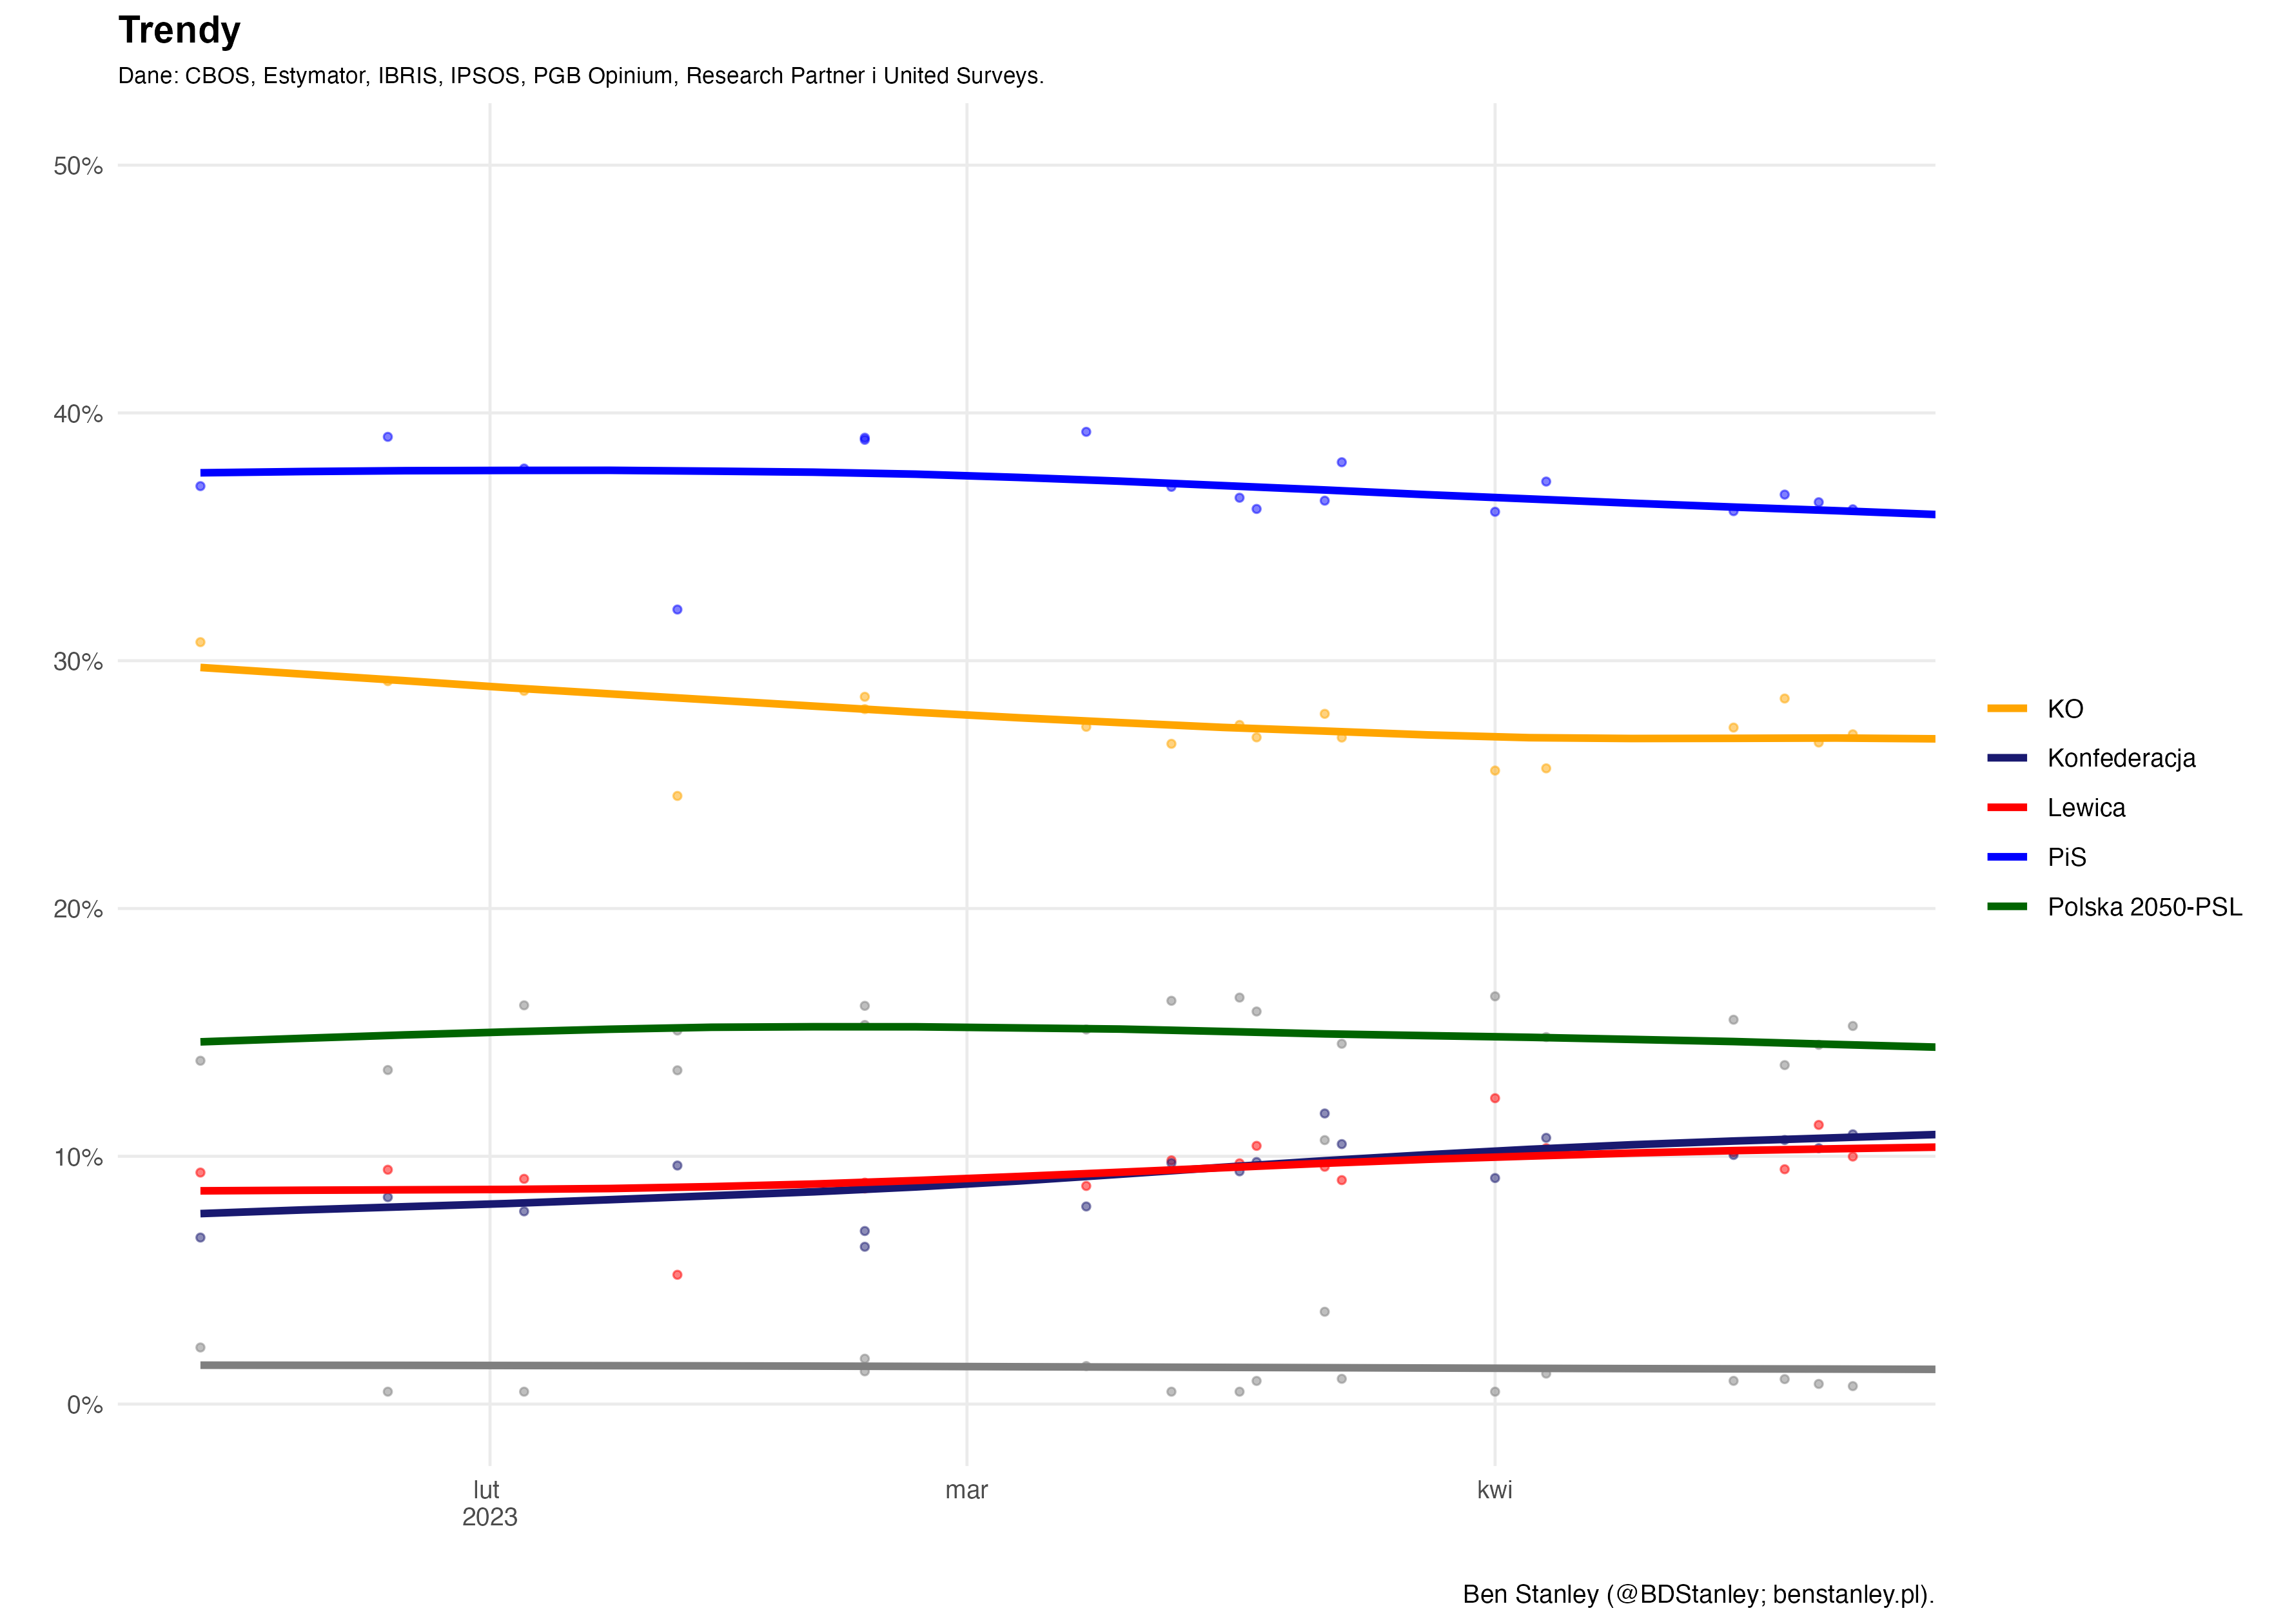 Trendy
Dane: CBOS, Estymator, IBRIS, IPSOS, PGB Opinium, Research Partner i United Surveys.
50%
40%
30%
20%
10%
0%
lut
2023
mar
kwi
KO
Konfederacja
Lewica
PiS
Polska 2050-PSL
Ben Stanley (@BDStanley; benstanley.pl).